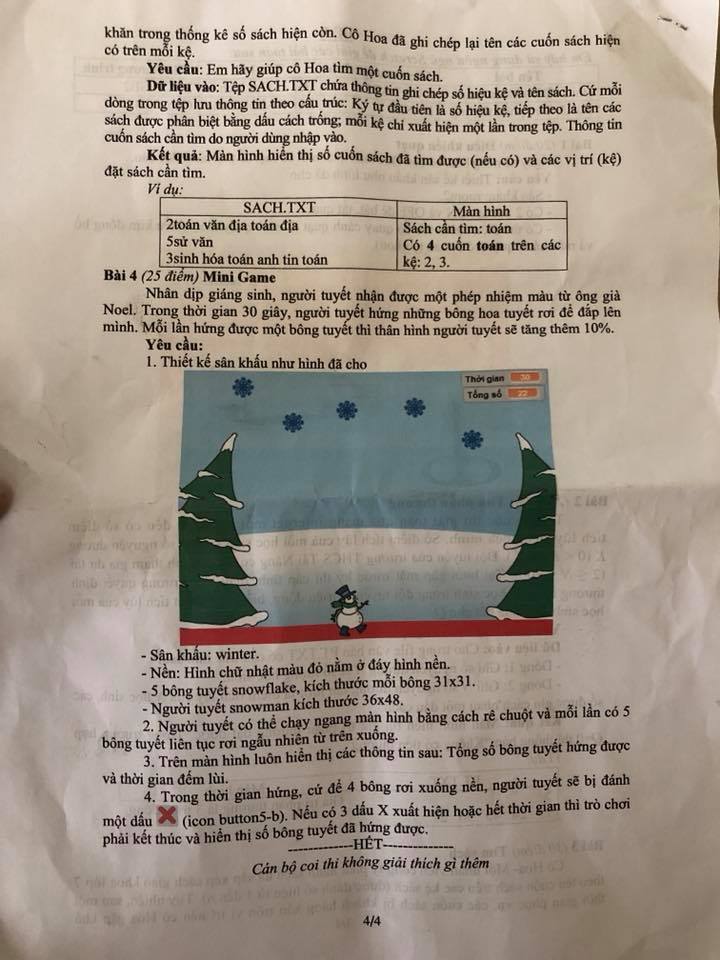 khăn trong thống kê số sách hiện còn. Cô Hoa đã ghi chép lại tên các cuốn sách hiện
có trên mỗi kệ.
Yêu cầu: Em hãy giúp cô Hoa tìm một cuốn sách.
Dữ liệu vào: Tệp SACH.TXT chứa thông tin ghi chép số hiệu kệ và tên sách. Cứ mỗi
dòng trong tệp lưu thông tin theo cấu trúc: Ký tự đầu tiên là số hiệu kệ, tiếp theo là tên các
sách được phân biệt bằng dấu cách trống; mỗi kệ chỉ xuất hiện một lần trong tệp. Thông tin
cuốn sách cần tìm do người dùng nhập vào.
Kết quả: Màn hình hiển thị số cuốn sách đã tìm được (nếu có) và các vị trí (kệ)
đặt sách cần tìm.
Ví dụ:
SACH.TXT Màn hình
2toán văn địa toán địa Sách cần tìm: toán
5sử văn Có 4 cuốn toán trên các
3sinh hóa toán anh tin toán kệ: 2, 3.
Bài 4 (25 điểm) Mini Game
Nhân dịp giáng sinh, người tuyết nhận được một phép nhiệm màu từ ông già
Noel. Trong thời gian 30 giây, người tuyết hứng những bông hoa tuyết rơi để đắp lên
mình. Mỗi lần hứng được một bông tuyết thì thân hình người tuyết sẽ tăng thêm 10%.
Yêu cầu:
1. Thiết kế sân khấu như hình đã cho
Thời gian 30
Tổng số 22
- Sân khấu: winter.
- Nền: Hình chữ nhật màu đỏ nằm ở đáy hình nền.
- 5 bông tuyết snowflake, kích thước mỗi bông 31x31.
- Người tuyết snowman kích thước 36x48.
2. Người tuyết có thể chạy ngang màn hình bằng cách rê chuột và mỗi lần có 5
bông tuyết liên tục rơi ngẫu nhiên từ trên xuống.
3. Trên màn hình luôn hiển thị các thông tin sau: Tổng số bông tuyết hứng được
và thời gian đếm lùi.
4. Trong thời gian hứng, cứ để 4 bông rơi xuống nền, người tuyết sẽ bị đánh
một dấu (icon button5-b). Nếu có 3 dấu X xuất hiện hoặc hết thời gian thì trò chơi
phải kết thúc và hiển thị số bông tuyết đã hứng được.
-------------HẾT-------------
Cán bộ coi thi không giải thích gì thêm
4/4